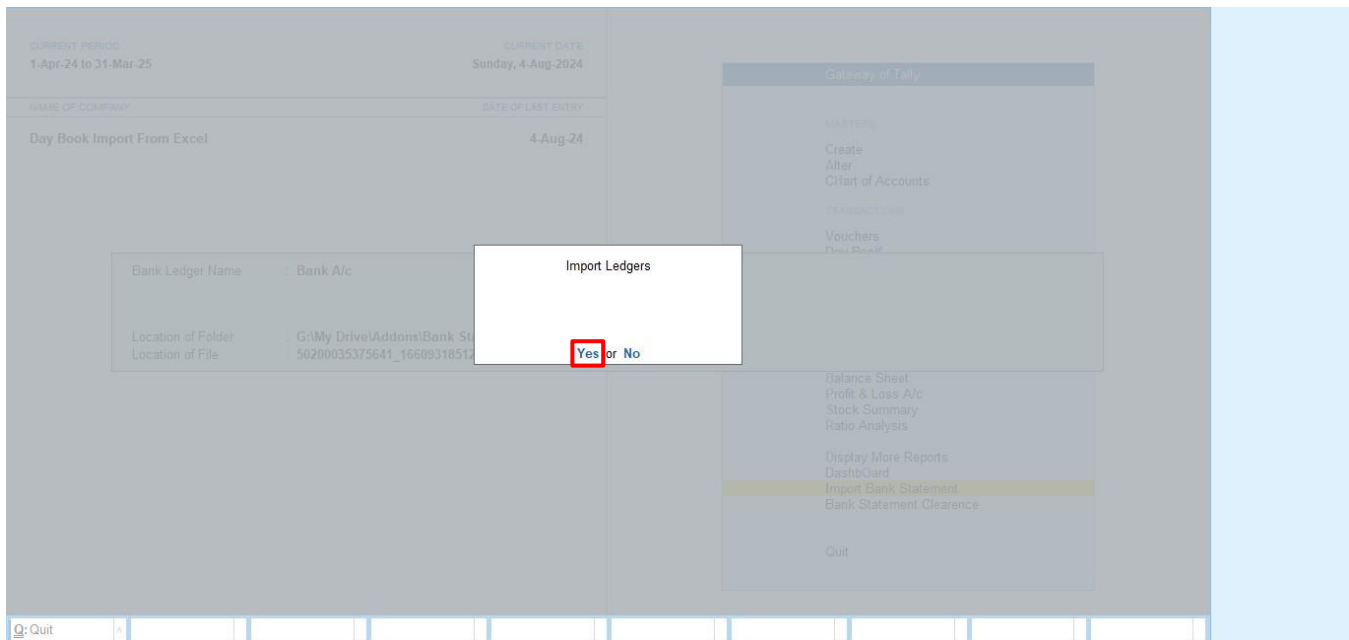 CURRENT PERIOD
CURRENT DATE
1-Apr-24 to 31-Mar-25
Sunday, 4-Aug-2024
NAME OF COMPANY
DATE OF LAST ENTRY
Day Book Import From Excel
4-Aug-24
Gateway of Tally
MASTERS
Create
Alter
CHart of Accounts
TRANSACTIONS
Vouchers
Day BooK
Import Ledgers
Yes or No
Bank Ledger Name : Bank A/c
Location of Folder : G:\My Drive\Addons\Bank
Location of File : 50200035375641_1660931851
Balance Sheet
Profit & Loss A/c
Stock Summary
Ratio Analysis
Display More Reports
DashbOard
Import Bank Statement
Bank Statement Clearence
Quit
Q: Quit